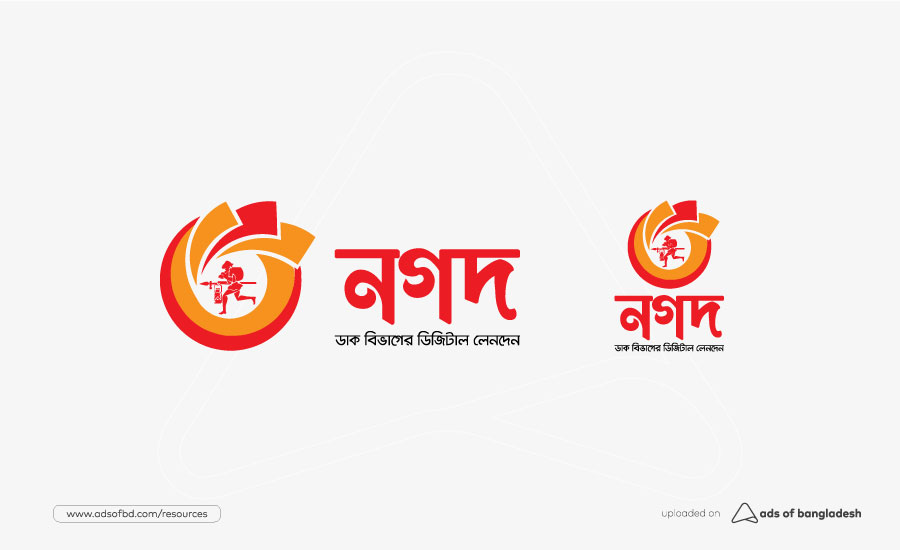 নগদ
ডাক বিভাগের ডিজিটাল লেনদেন
নগদ
ডাক বিভাগের ডিজিটাল লেনদেন
www.adsofbd.com/resources
uploaded on ads of bangladesh